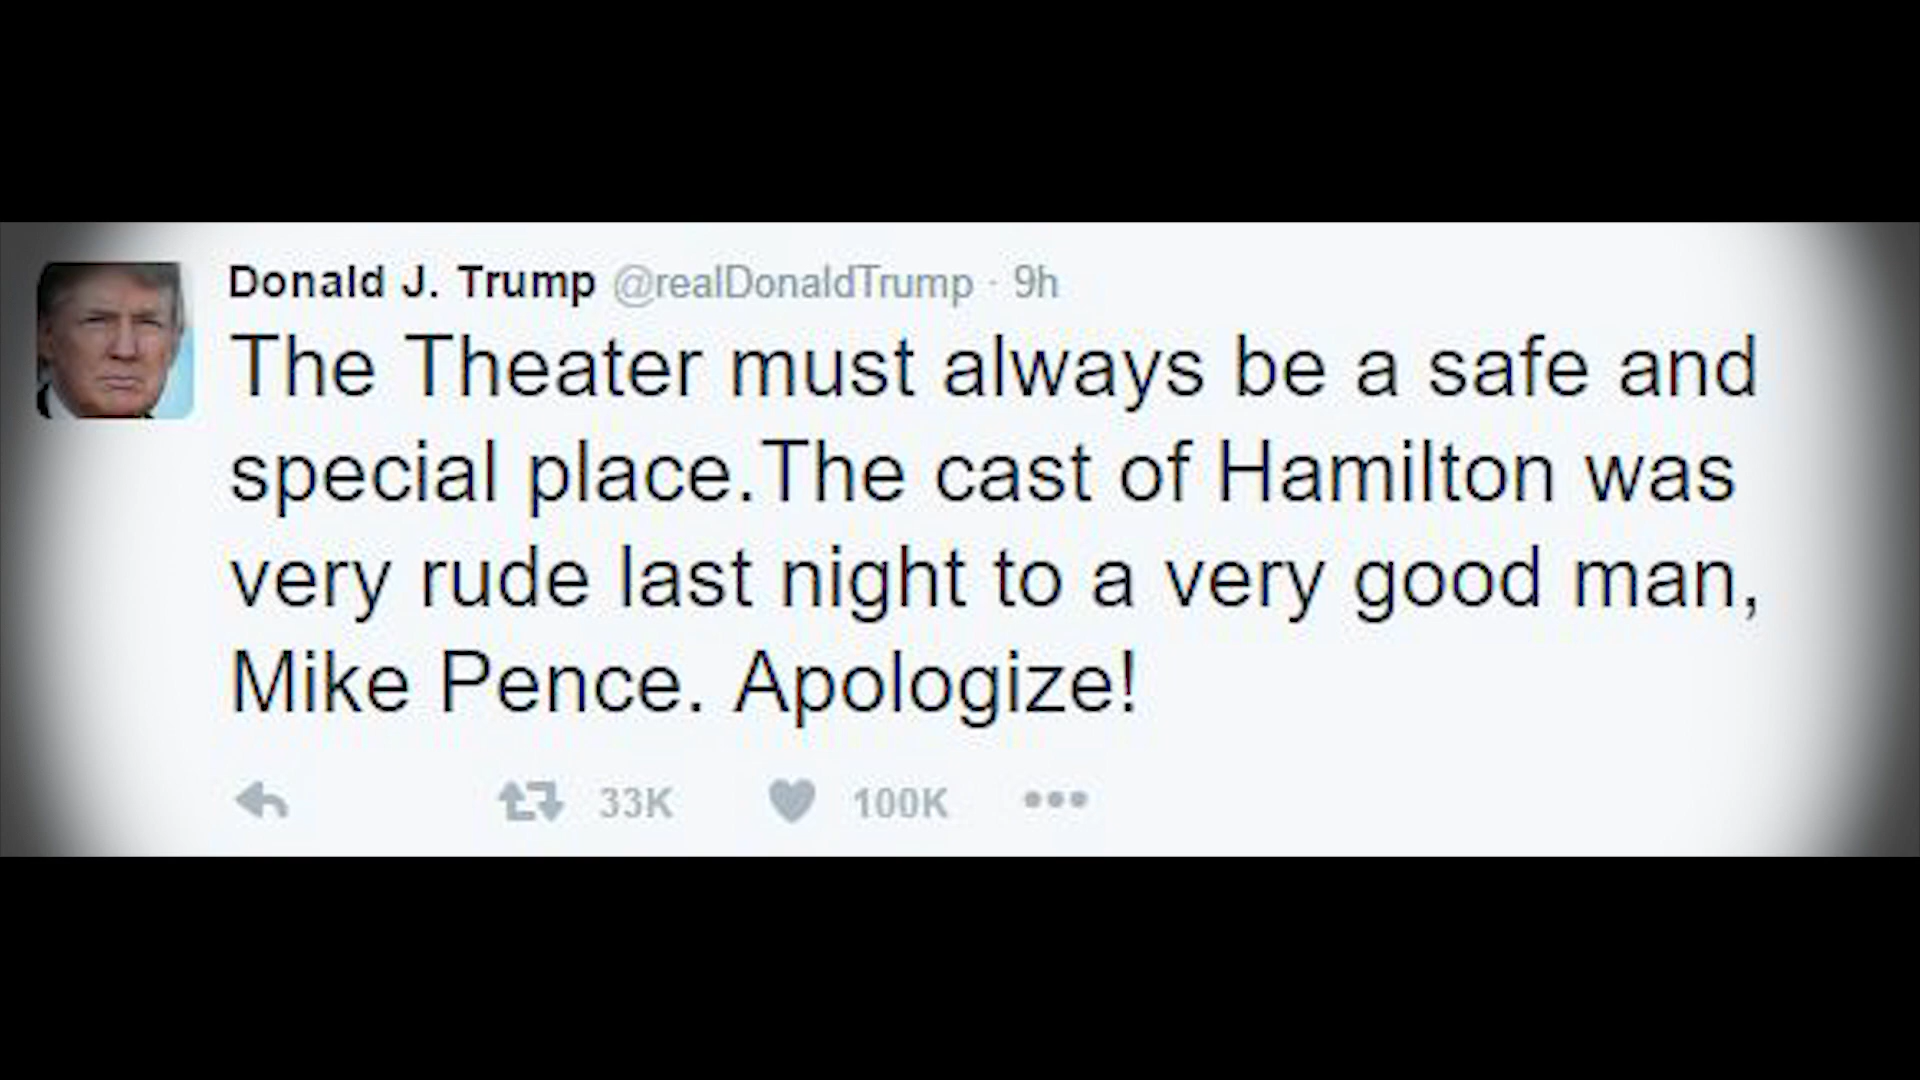 Donald J. Trump @realDonaldTrump · 9h
The Theater must always be a safe and
special place.The cast of Hamilton was
very rude last night to a very good man,
Mike Pence. Apologize!
33K 100K